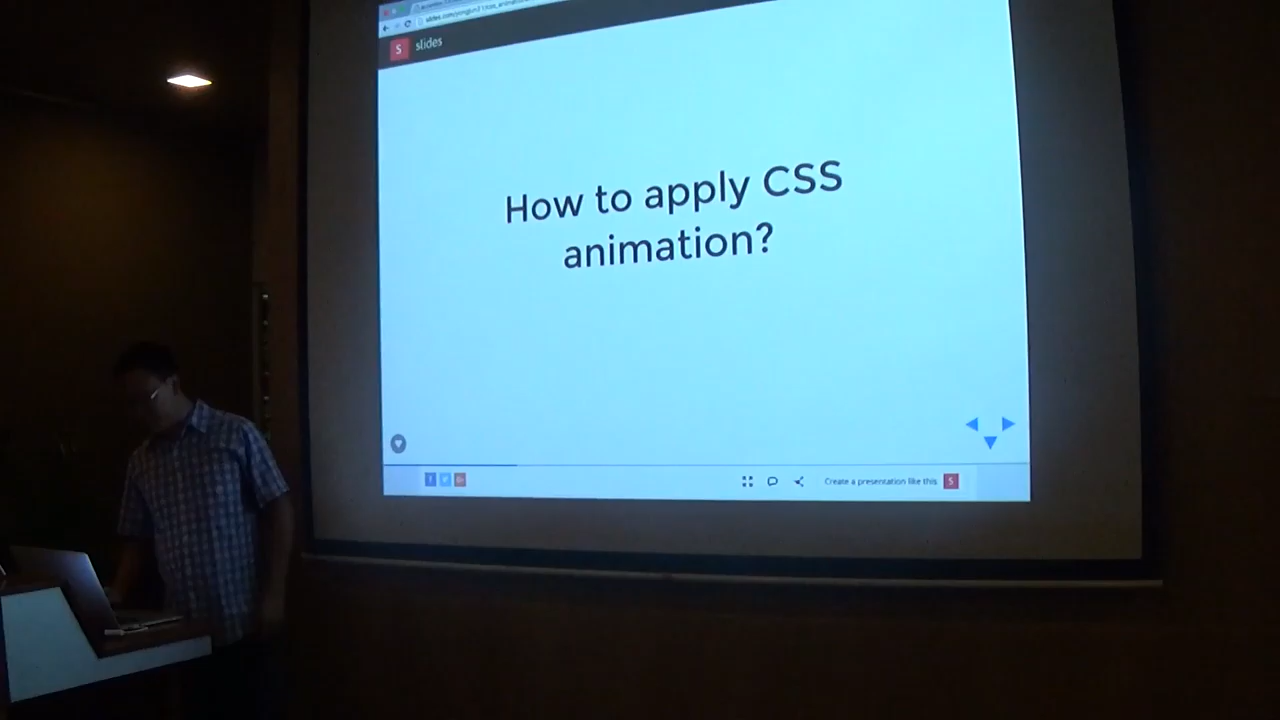 S slides
How to apply CSS
animation?
Create a presentation like this S